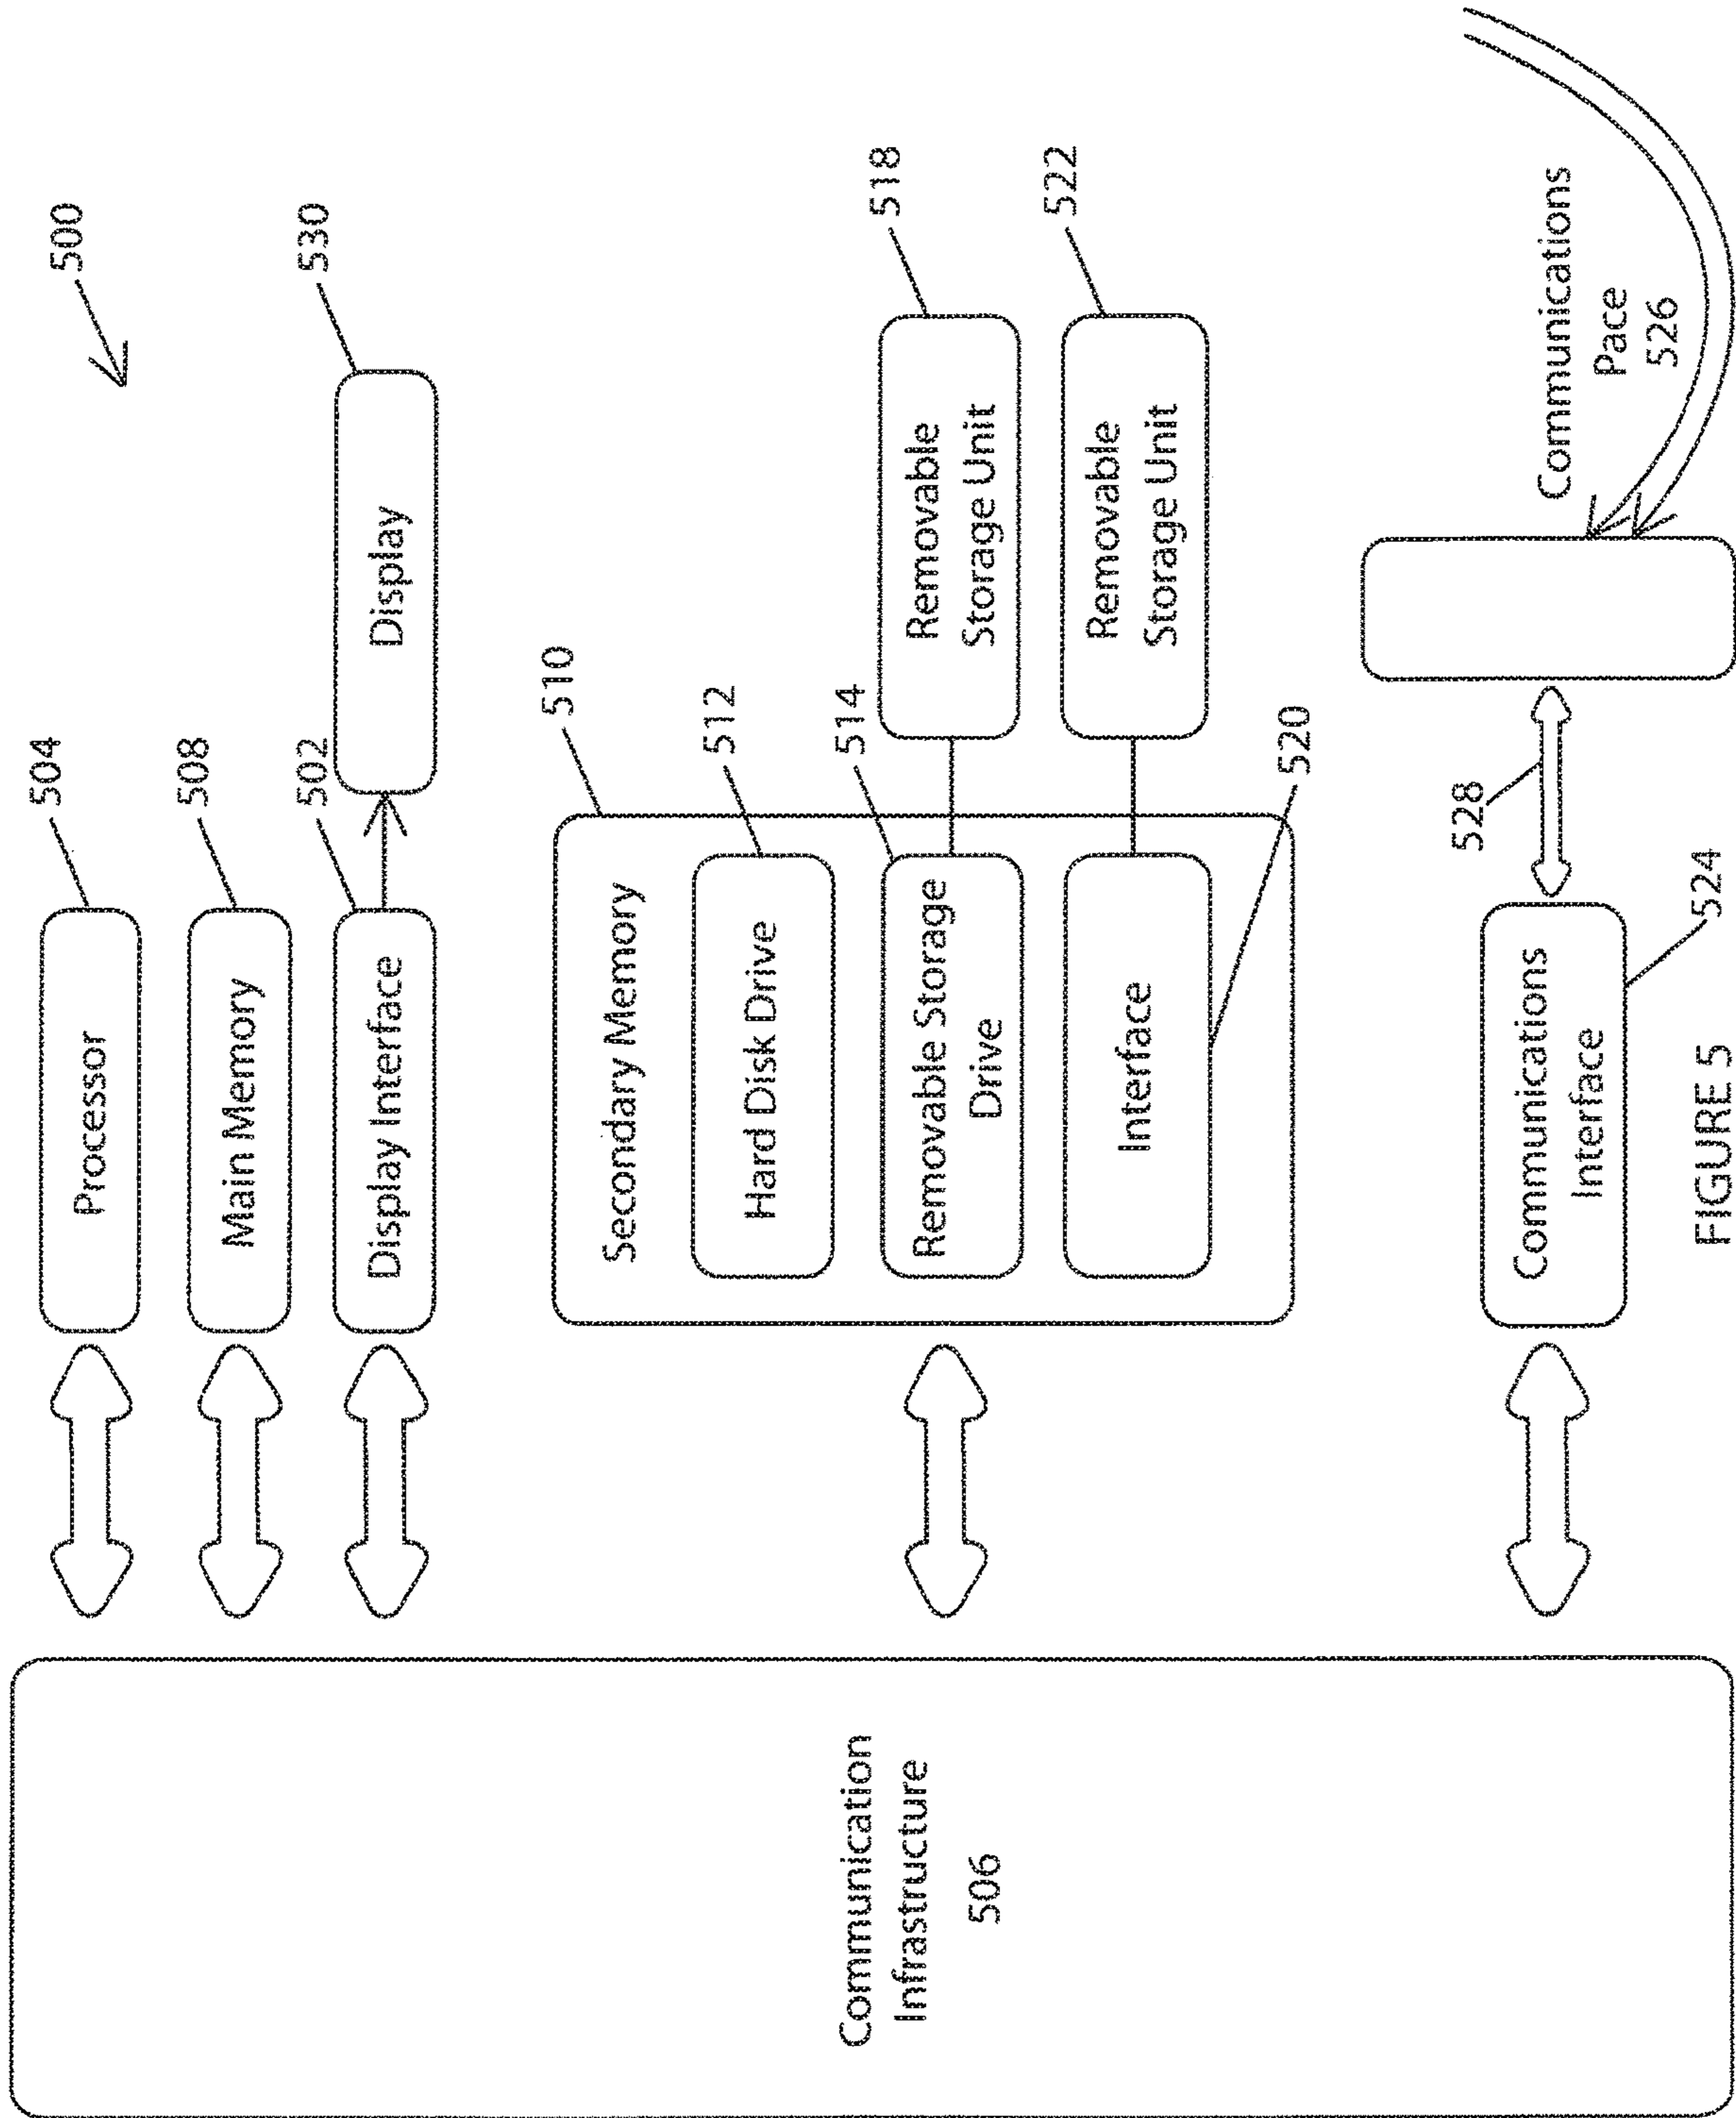 500
504
Processor
508
Main Memory
502
Display Interface
530
Display
510
Secondary Memory
512
Hard Disk Drive
514
Removable Storage
Drive
518
Removable
Storage Unit
Interface
520
522
Removable
Storage Unit
Communication
Infrastructure
506
Communications
Interface
524
528
Communications
Pace
526
FIGURE 5